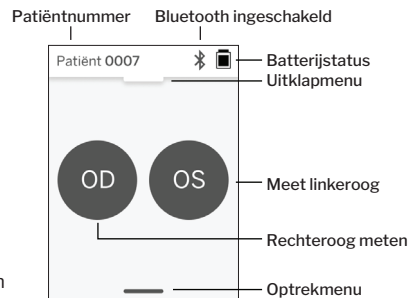 Patiëntnummer
Bluetooth ingeschakeld
Patiënt 0007
Batterijstatus
Uitklapmenu
OD
OS
Meet linkeroog
Rechteroog meten
n
Optrekmenu